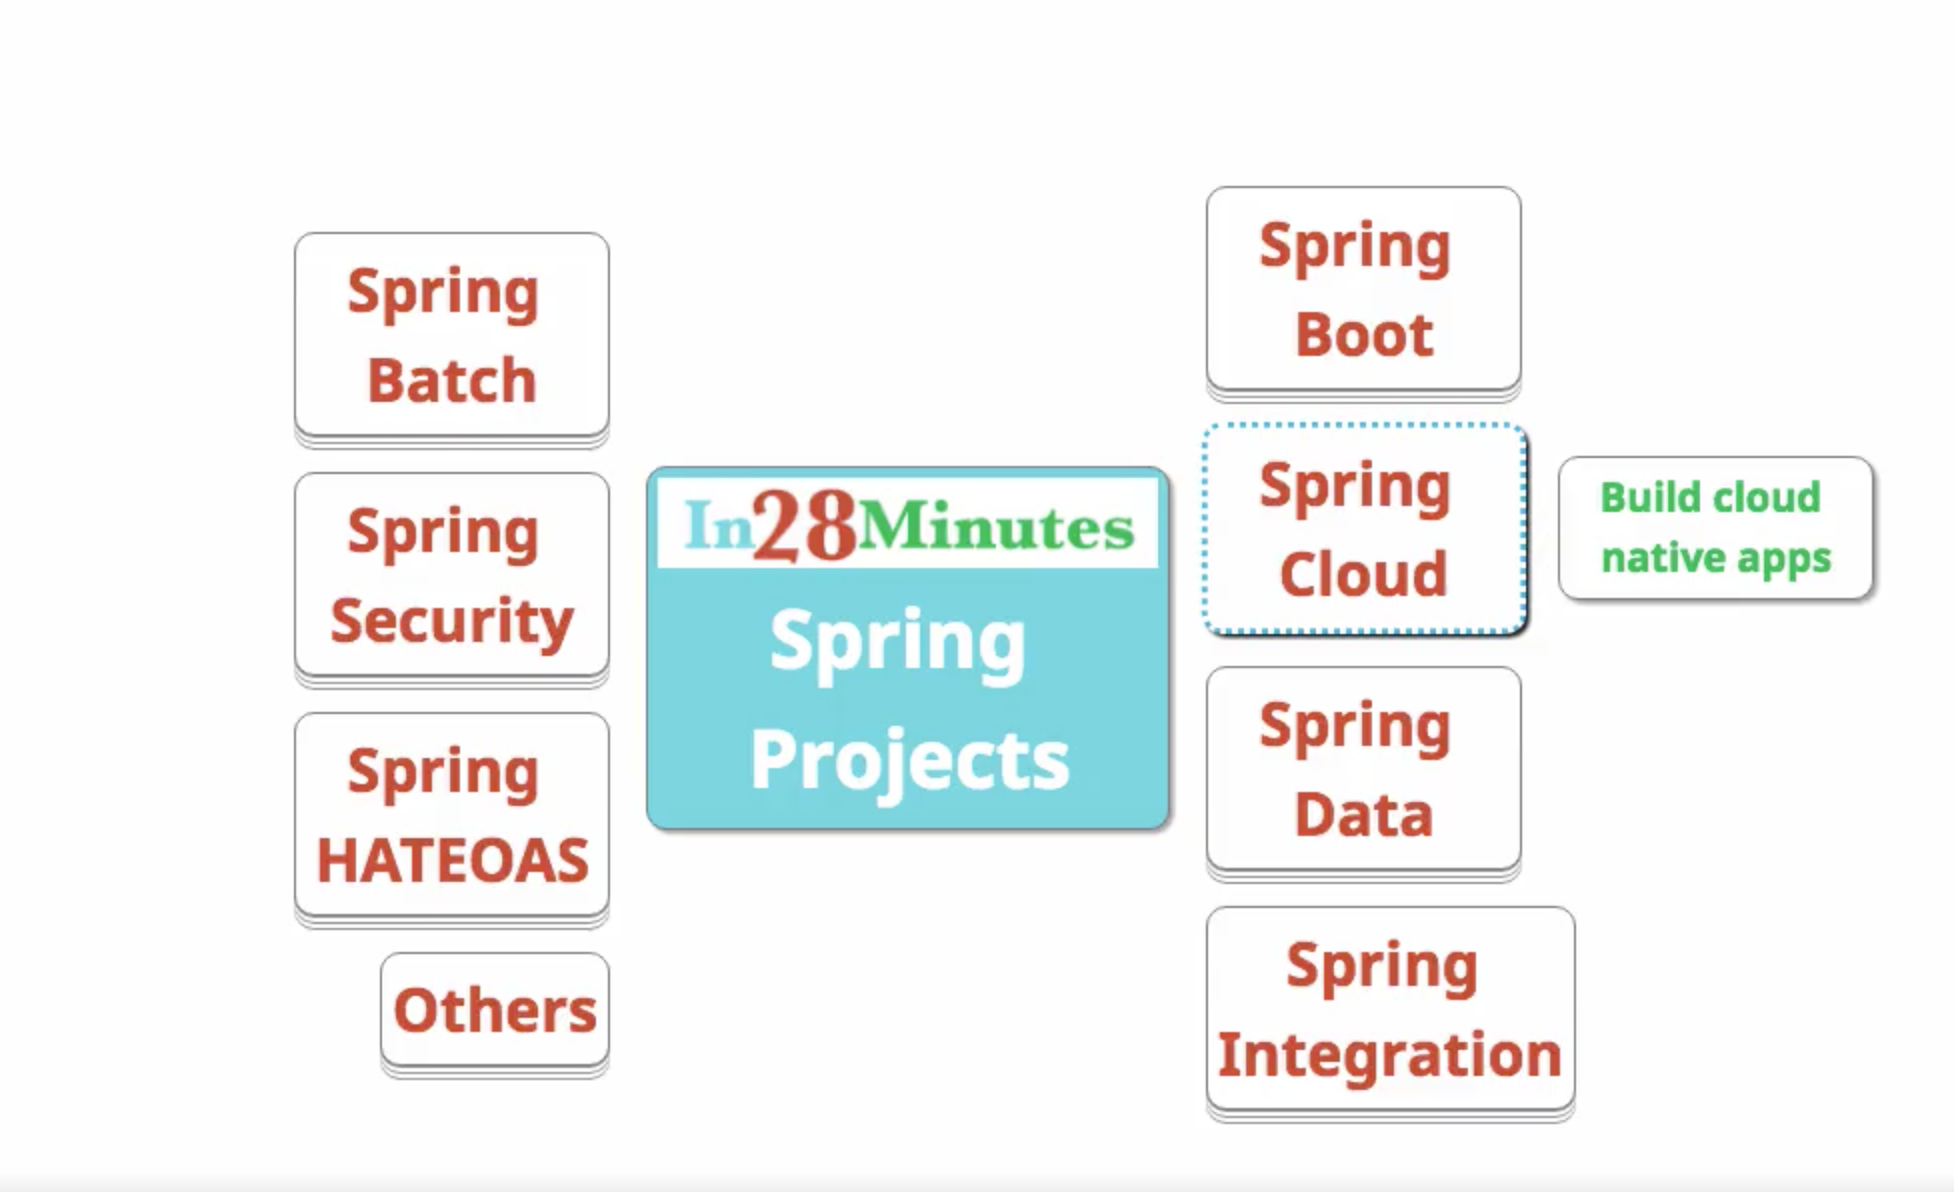 Spring
Batch
Spring
Security
Spring
HATEOAS
Others
In28Minutes
Spring
Projects
Spring
Boot
Spring
Cloud
Build cloud
native apps
Spring
Data
Spring
Integration